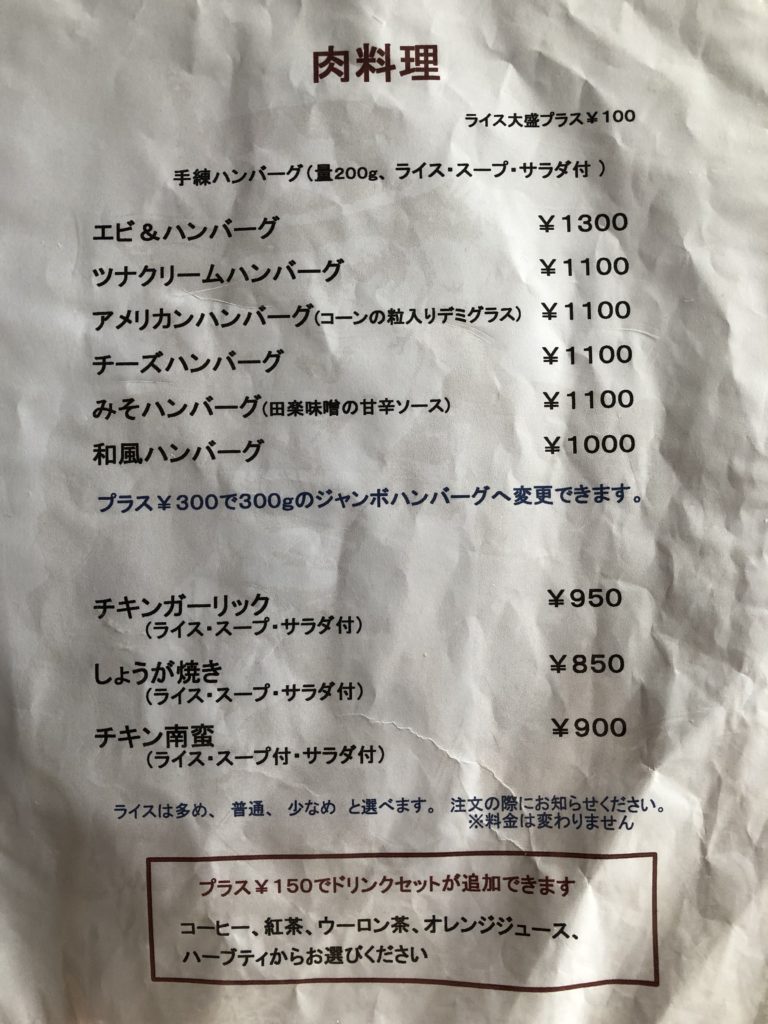 肉料理
ライス大盛プラス￥100
手練ハンバーグ（量200g、ライス・スープ・サラダ付 ）
エビ＆ハンバーグ ￥1300
ツナクリームハンバーグ ￥1100
アメリカンハンバーグ(コーンの粒入りデミグラス） ￥1100
チーズハンバーグ ￥1100
みそハンバーグ(田楽味噌の甘辛ソース） ￥1100
和風ハンバーグ ￥1000
プラス￥300で300gのジャンボハンバーグへ変更できます。
チキンガーリック ￥950
（ライス・スープ・サラダ付）
しょうが焼き ￥850
（ライス・スープ・サラダ付）
チキン南蛮 ￥900
（ライス・スープ付・サラダ付）
ライスは多め、 普通、 少なめ と選べます。 注文の際にお知らせください。
※料金は変わりません
プラス￥150でドリンクセットが追加できます
コーヒー、紅茶、ウーロン茶、オレンジジュース、
ハーブティからお選びください